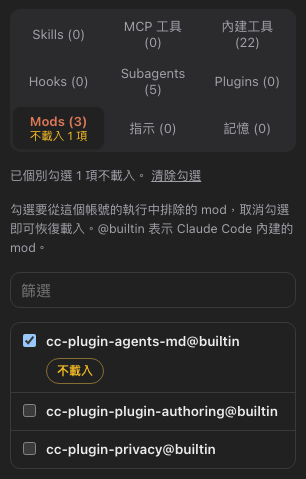 Skills (0)
MCP 工具 (0)
內建工具 (22)
Hooks (0)
Subagents (5)
Plugins (0)
Mods (3)
不載入 1 項
指示 (0)
記憶 (0)
已個別勾選 1 項不載入。 清除勾選
勾選要從這個帳號的執行中排除的 mod，取消勾選
即可恢復載入。@builtin 表示 Claude Code 內建的
mod。
篩選
cc-plugin-agents-md@builtin
不載入
cc-plugin-plugin-authoring@builtin
cc-plugin-privacy@builtin